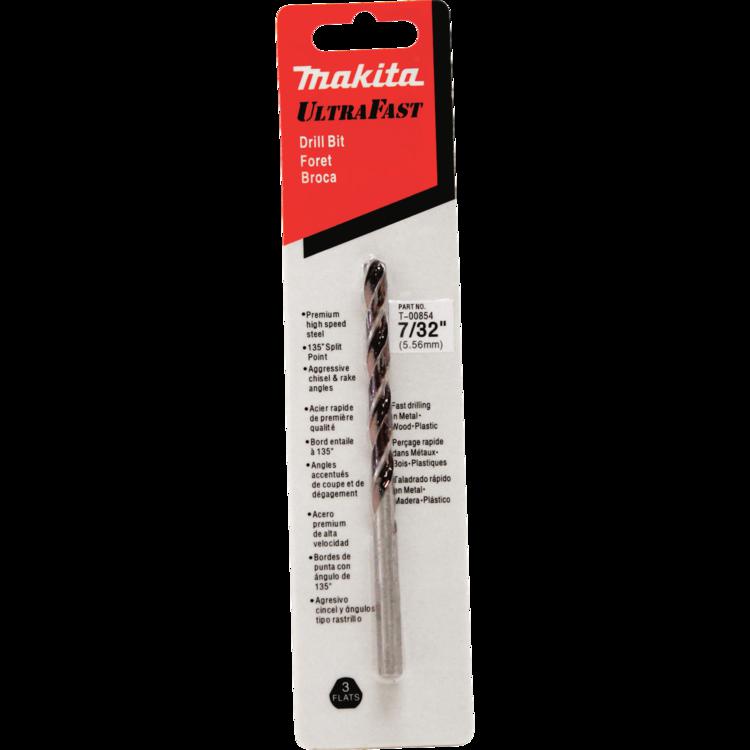 Makita
ULTRAFAST
Drill Bit
Foret
Broca
PART NO.
T-00854
7/32"
(5.56mm)
•Premium
high speed
steel
•135° Split
Point
•Aggressive
chisel & rake
angles
•Acier rapide
de première
qualité
•Bord entaile
à 135°
•Angles
accentués
de coupe et de
dégagement
•Acero
premium
de alta
velocidad
•Bordes de
punta con
ángulo de
135°
•Agresivo
cincel y ángulos
tipo rastrillo
Fast drilling
in Metal•
Wood•Plastic
Perçage rapide
dans Métaux•
Bois•Plastiques
Taladrado rápido
en Metal•
Madera•Plástico
3
FLATS